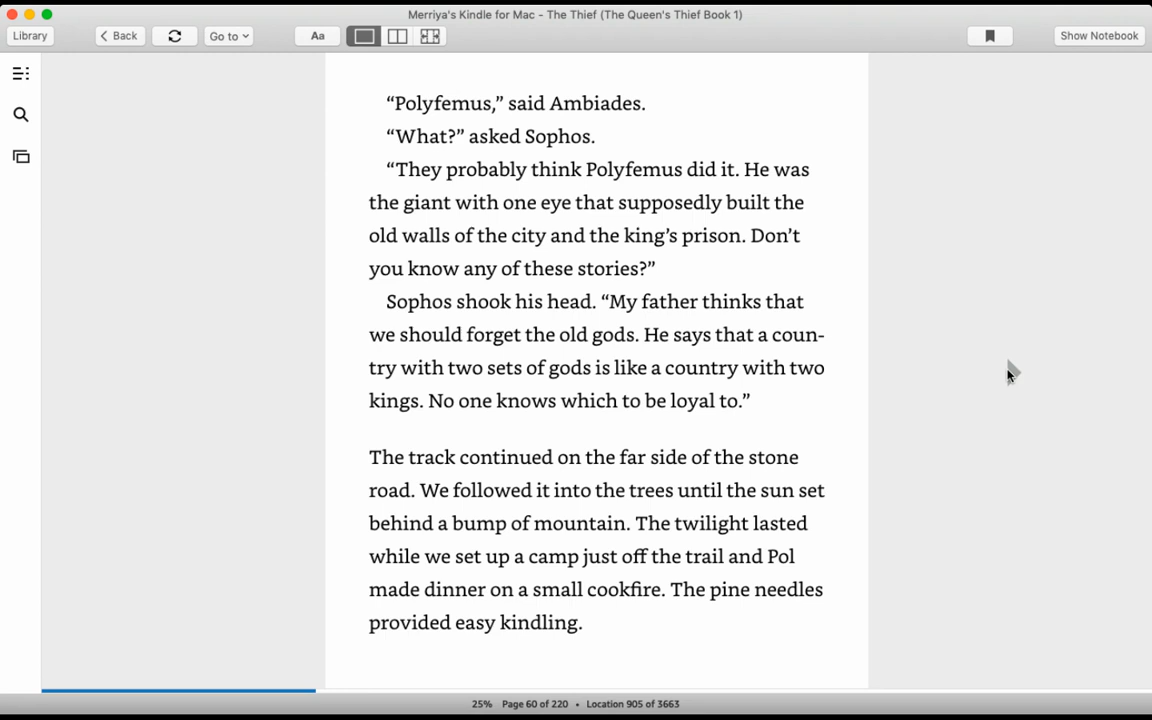 Merriya's Kindle for Mac - The Thief (The Queen's Thief Book 1)
Library
Back
Go to
Aa
Show Notebook
“Polyfemus,” said Ambiades.
“What?” asked Sophos.
“They probably think Polyfemus did it. He was
the giant with one eye that supposedly built the
old walls of the city and the king’s prison. Don’t
you know any of these stories?”
Sophos shook his head. “My father thinks that
we should forget the old gods. He says that a coun-
try with two sets of gods is like a country with two
kings. No one knows which to be loyal to.”
The track continued on the far side of the stone
road. We followed it into the trees until the sun set
behind a bump of mountain. The twilight lasted
while we set up a camp just off the trail and Pol
made dinner on a small cookfire. The pine needles
provided easy kindling.
25% Page 60 of 220 • Location 905 of 3663